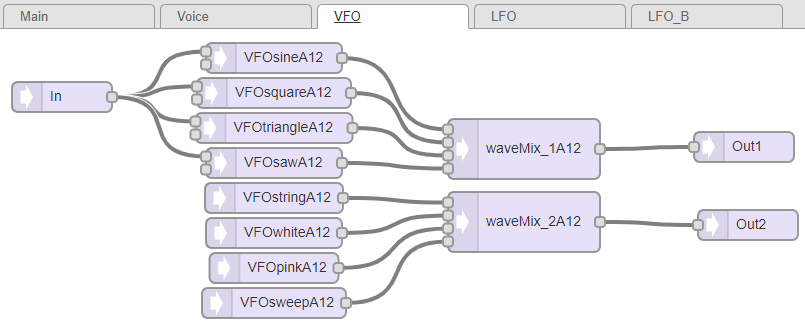 Main
Voice
VFO
LFO
LFO_B
In
VFOsineA12
VFOsquareA12
VFOtriangleA12
VFOsawA12
VFOstringA12
VFOwhiteA12
VFOpinkA12
VFOsweepA12
waveMix_1A12
waveMix_2A12
Out1
Out2